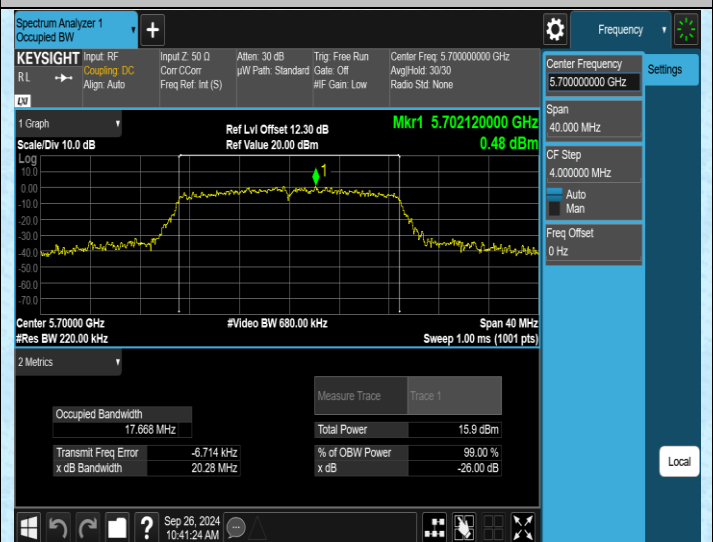 Spectrum Analyzer 1
Occupied BW
+
Frequency
KEYSIGHT
RL
LXI
Input: RF
Coupling: DC
Align: Auto
Input Z: 50 Ω
Corr CCorr
Freq Ref: Int (S)
Atten: 30 dB
µW Path: Standard
Trig: Free Run
Gate: Off
#IF Gain: Low
Center Freq: 5.700000000 GHz
Avg|Hold: 30/30
Radio Std: None
Center Frequency
5.700000000 GHz
Settings
Span
40.000 MHz
CF Step
4.000000 MHz
Auto
Man
Freq Offset
0 Hz
1 Graph
Scale/Div 10.0 dB
Ref Lvl Offset 12.30 dB
Ref Value 20.00 dBm
Mkr1 5.702120000 GHz
0.48 dBm
Log
10.0
0.00
-10.0
-20.0
-30.0
-40.0
-50.0
-60.0
-70.0
1
Center 5.70000 GHz
#Res BW 220.00 kHz
#Video BW 680.00 kHz
Span 40 MHz
Sweep 1.00 ms (1001 pts)
2 Metrics
Measure Trace
Trace 1
Occupied Bandwidth
17.668 MHz
Total Power
15.9 dBm
Transmit Freq Error
-6.714 kHz
% of OBW Power
99.00 %
x dB Bandwidth
20.28 MHz
x dB
-26.00 dB
Local
?
Sep 26, 2024
10:41:24 AM